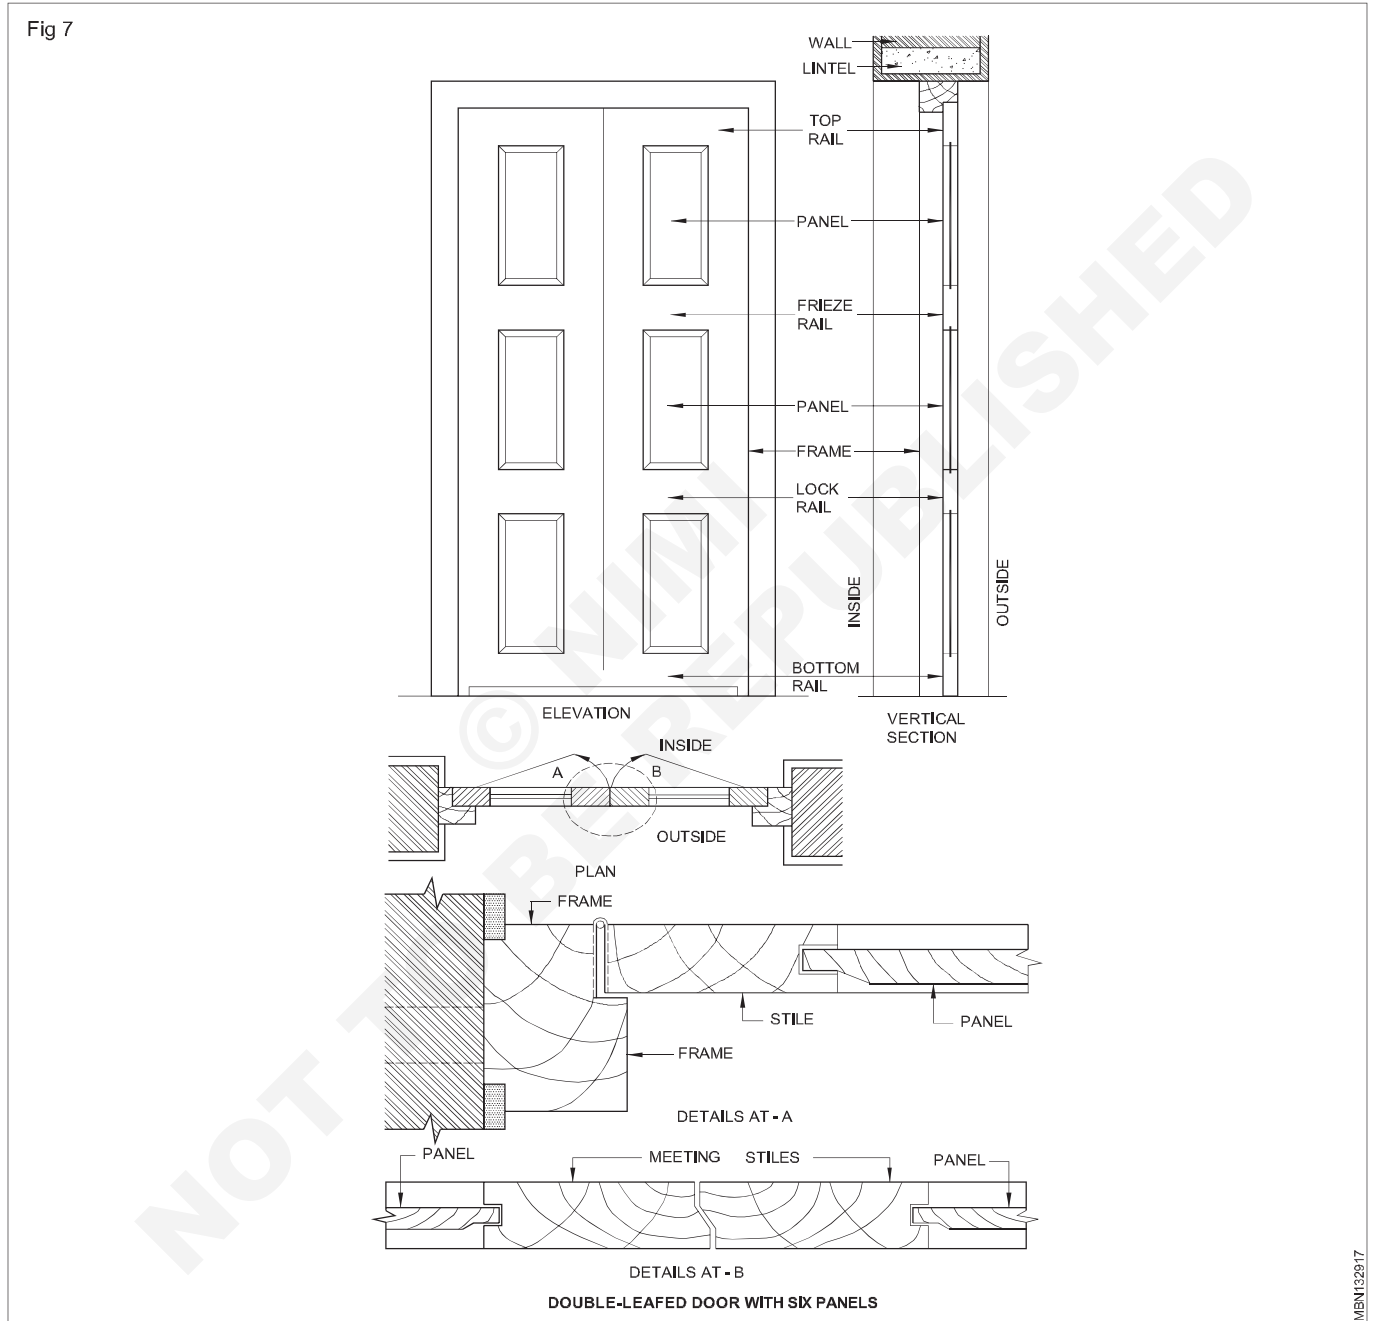 Fig 7
WALL
LINTEL
TOP
RAIL
PANEL
FRIEZE
RAIL
PANEL
FRAME
LOCK
RAIL
INSIDE
OUTSIDE
BOTTOM
RAIL
ELEVATION
VERTICAL
SECTION
INSIDE
A
B
OUTSIDE
PLAN
FRAME
STILE
PANEL
FRAME
DETAILS AT - A
PANEL
MEETING STILES
PANEL
DETAILS AT - B
DOUBLE-LEAFED DOOR WITH SIX PANELS
MBN132917
© NIMI
NOT TO BE REPUBLISHED